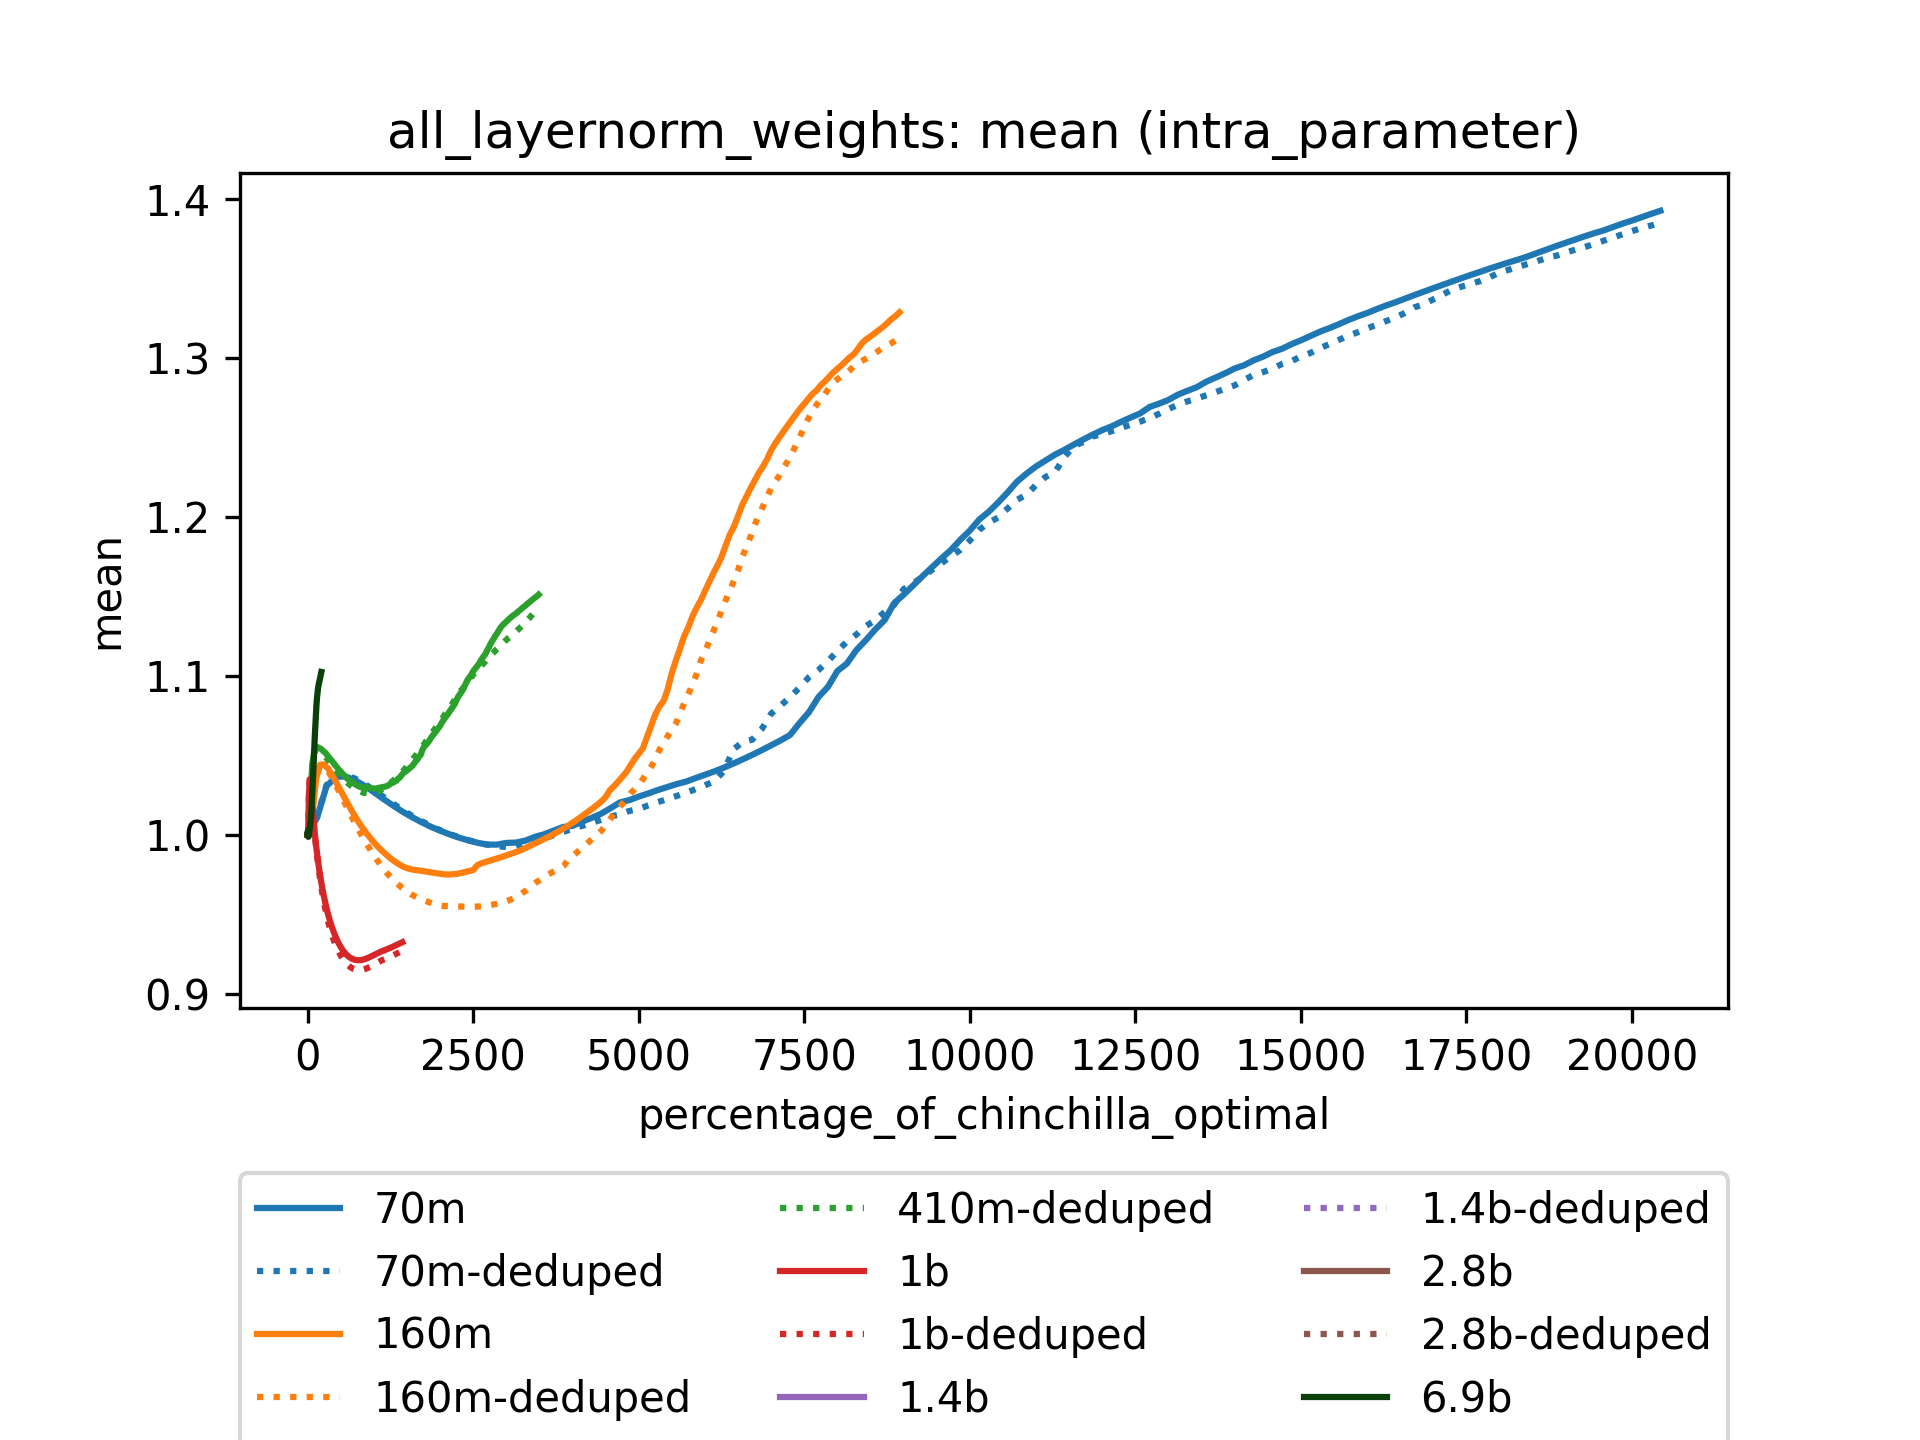 all_layernorm_weights: mean (intra_parameter)
1.4
1.3
1.2
1.1
1.0
0.9
mean
0 2500 5000 7500 10000 12500 15000 17500 20000
percentage_of_chinchilla_optimal
70m 410m-deduped 1.4b-deduped
70m-deduped 1b 2.8b
160m 1b-deduped 2.8b-deduped
160m-deduped 1.4b 6.9b